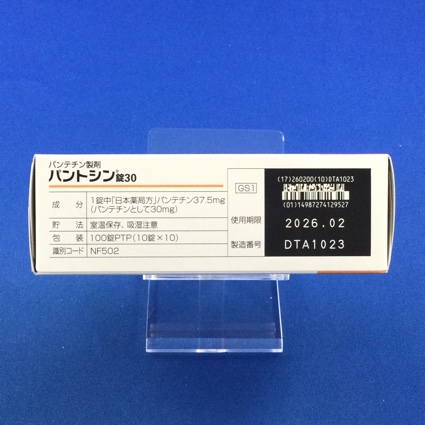 パンテチン製剤
パントシン®錠30
成分 1錠中「日本薬局方」パンテチン37.5mg
(パンテチンとして30mg)
貯法 室温保存、吸湿注意
包装 100錠PTP(10錠×10)
識別コード NF502
GS1
(17)260200(10)DTA1023
(01)14987274129527
使用期限 2026.02
製造番号 DTA1023